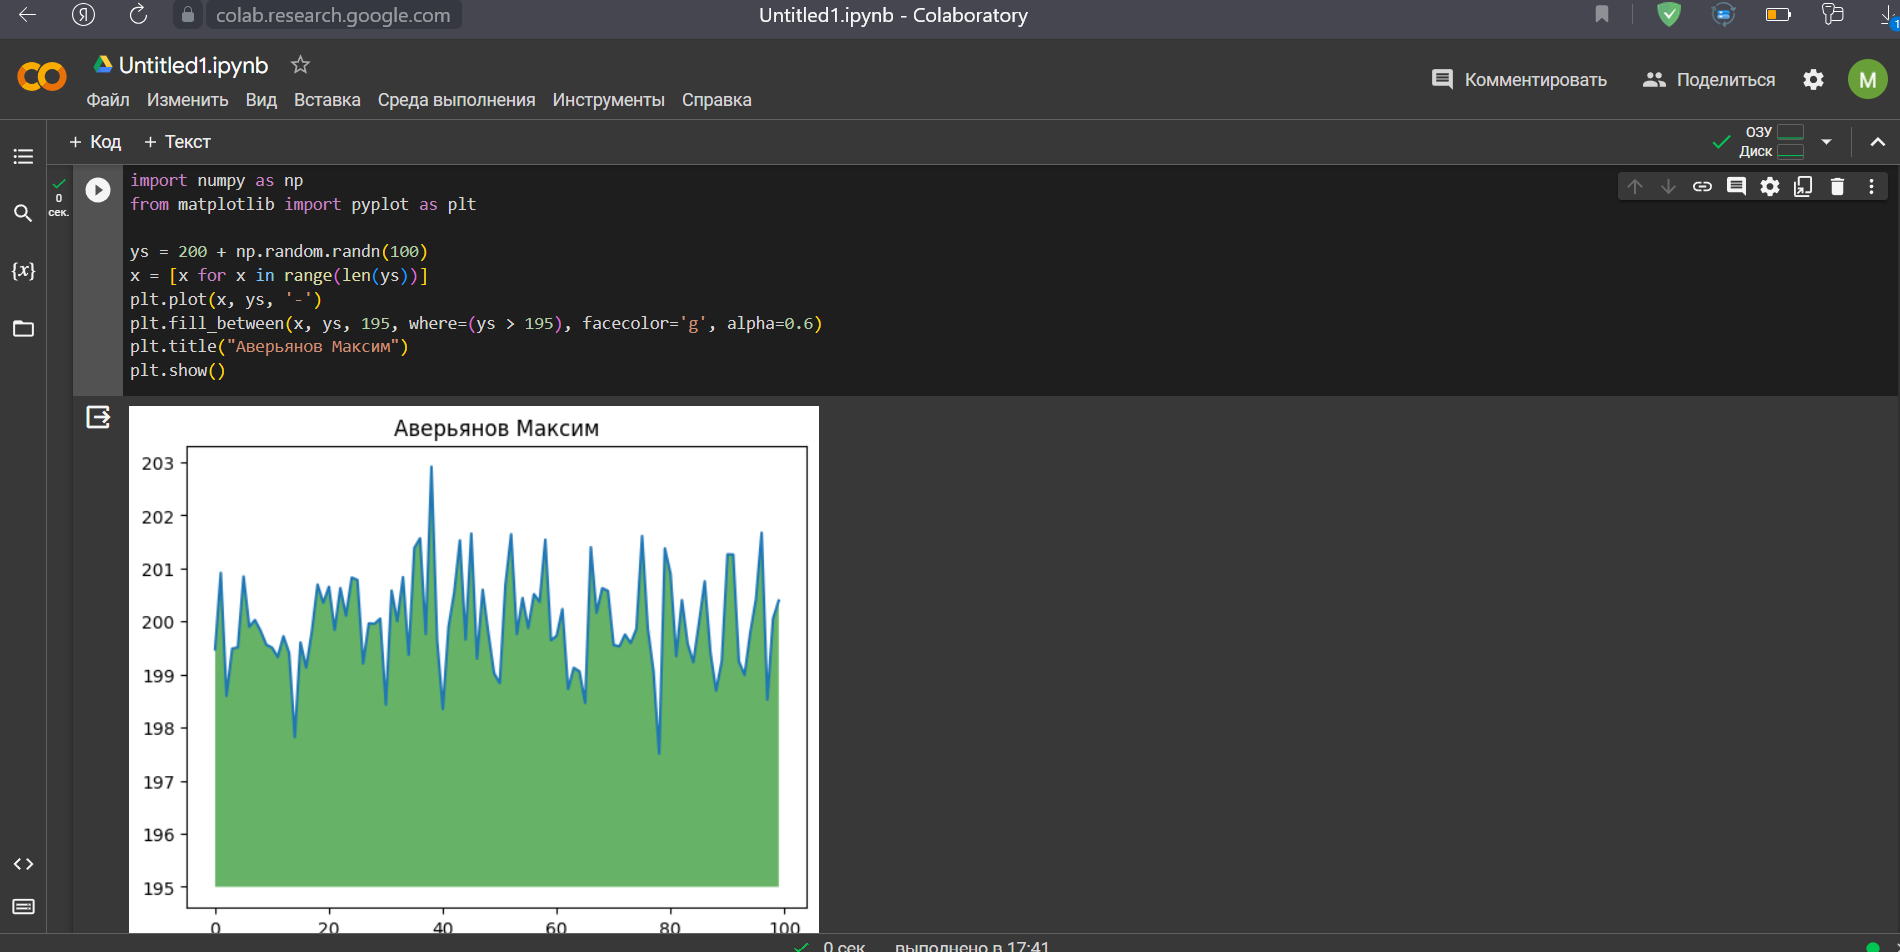 colab.research.google.com
Untitled1.ipynb - Colaboratory
1
Untitled1.ipynb
Файл Изменить Вид Вставка Среда выполнения Инструменты Справка
Комментировать
Поделиться
M
+ Код + Текст
ОЗУ
Диск
0
сек.
{x}
import numpy as np
from matplotlib import pyplot as plt
ys = 200 + np.random.randn(100)
x = [x for x in range(len(ys))]
plt.plot(x, ys, '-')
plt.fill_between(x, ys, 195, where=(ys > 195), facecolor='g', alpha=0.6)
plt.title("Аверьянов Максим")
plt.show()
Аверьянов Максим
203
202
201
200
199
198
197
196
195
0 20 40 60 80 100
0 сек. выполнено в 17:41